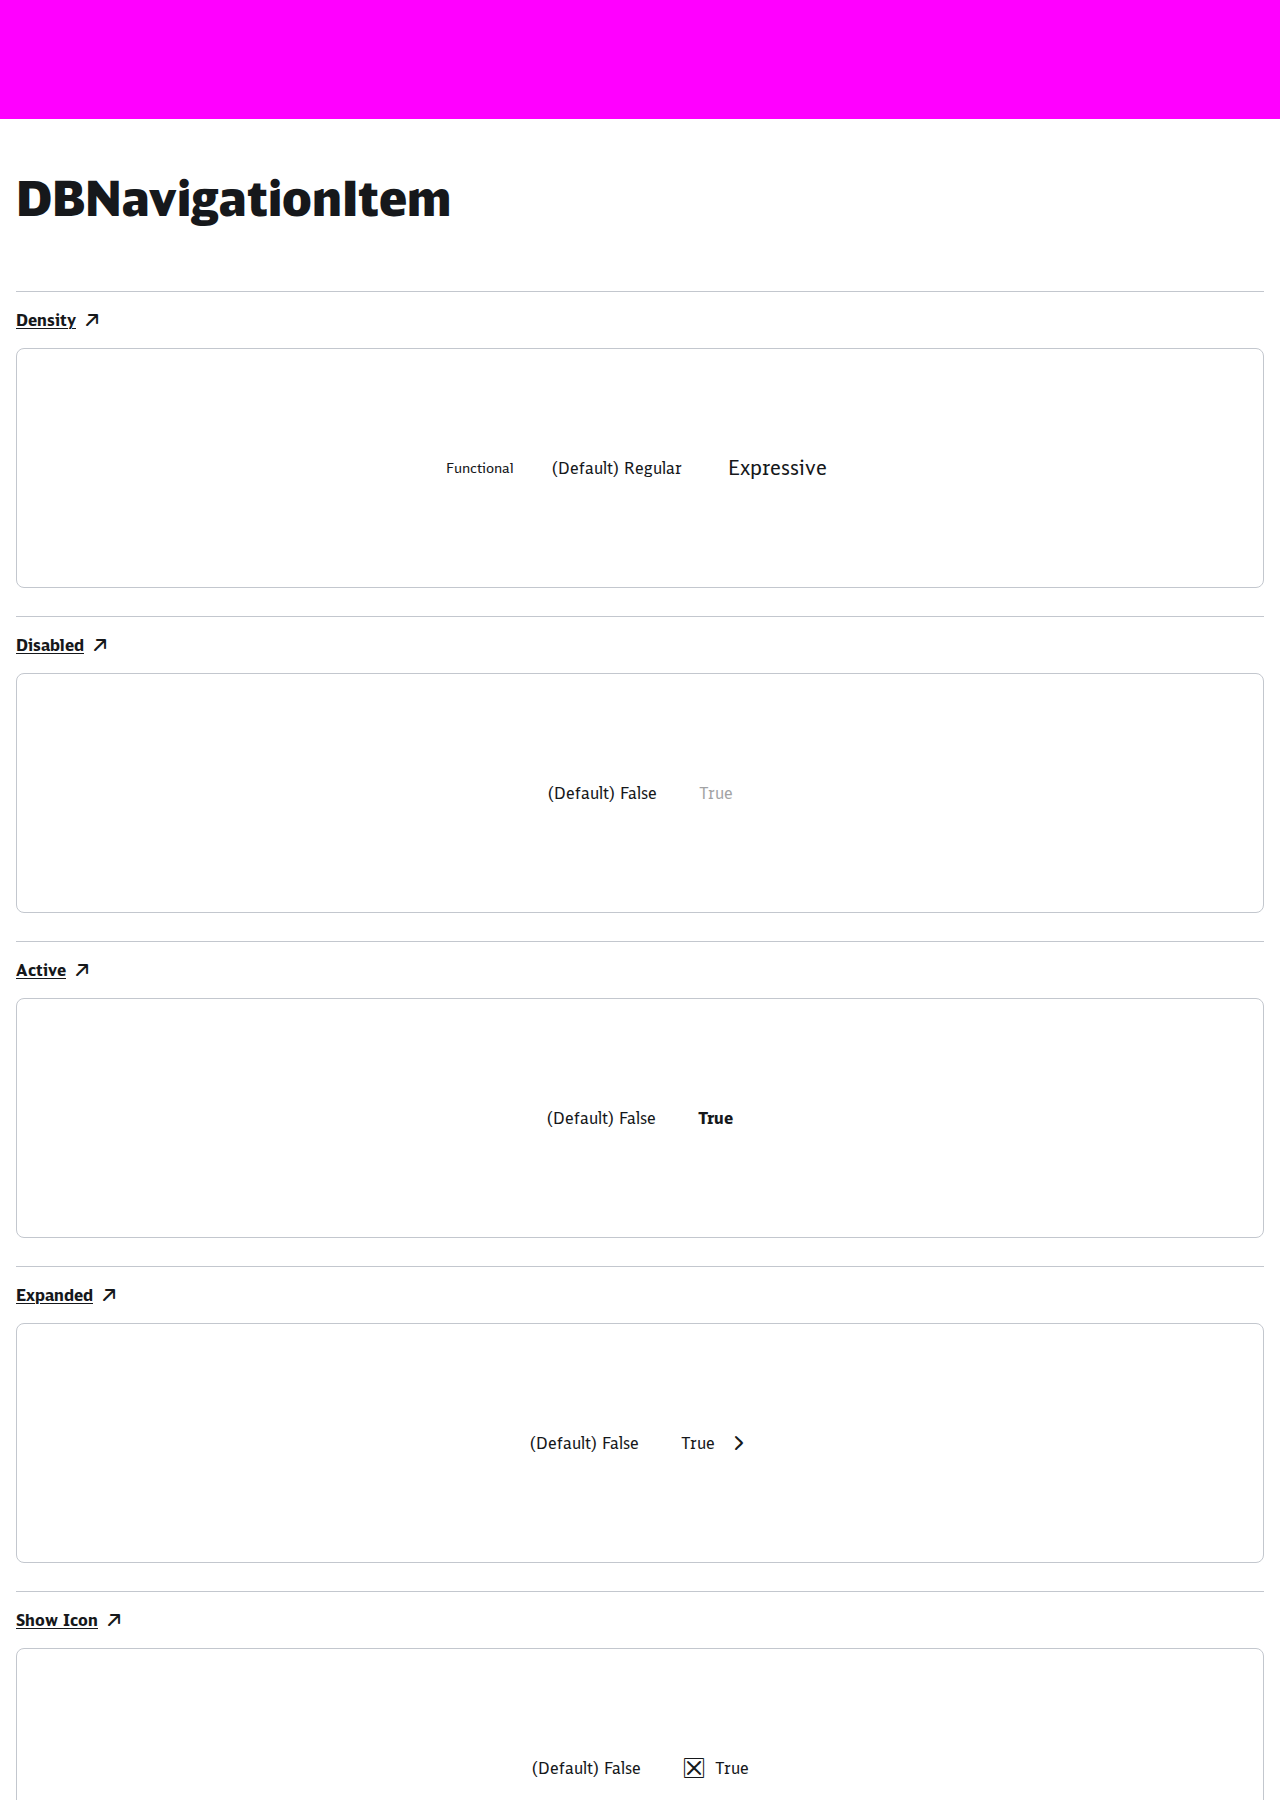 DBNavigationItem
Density
Functional (Default) Regular Expressive
Disabled
(Default) False True
Active
(Default) False True
Expanded
(Default) False True
Show Icon
(Default) False True